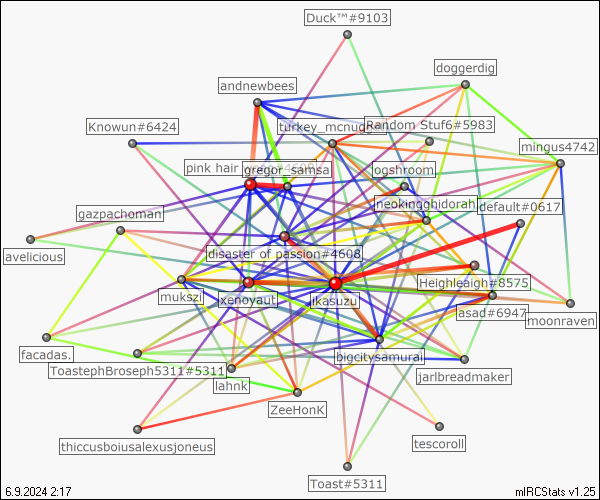 Duck™#9103
doggerdig
andnewbees
Knowun#6424
turkey_mcnugg
Random Stuf6#5983
mingus4742
pink hair
gregor_samsa
ogshroom
neokingghidorah
default#0617
gazpachoman
avelicious
disaster of passion#4608
Heighleaigh#8575
mukszi
xenoyaut
ikasuzu
asad#6947
moonraven
facadas.
bigcitysamurai
ToastephBroseph5311#5311
jarlbreadmaker
lahnk
ZeeHonK
thiccusboiusalexusjoneus
tescoroll
Toast#5311
6.9.2024 2:17
mIRCStats v1.25